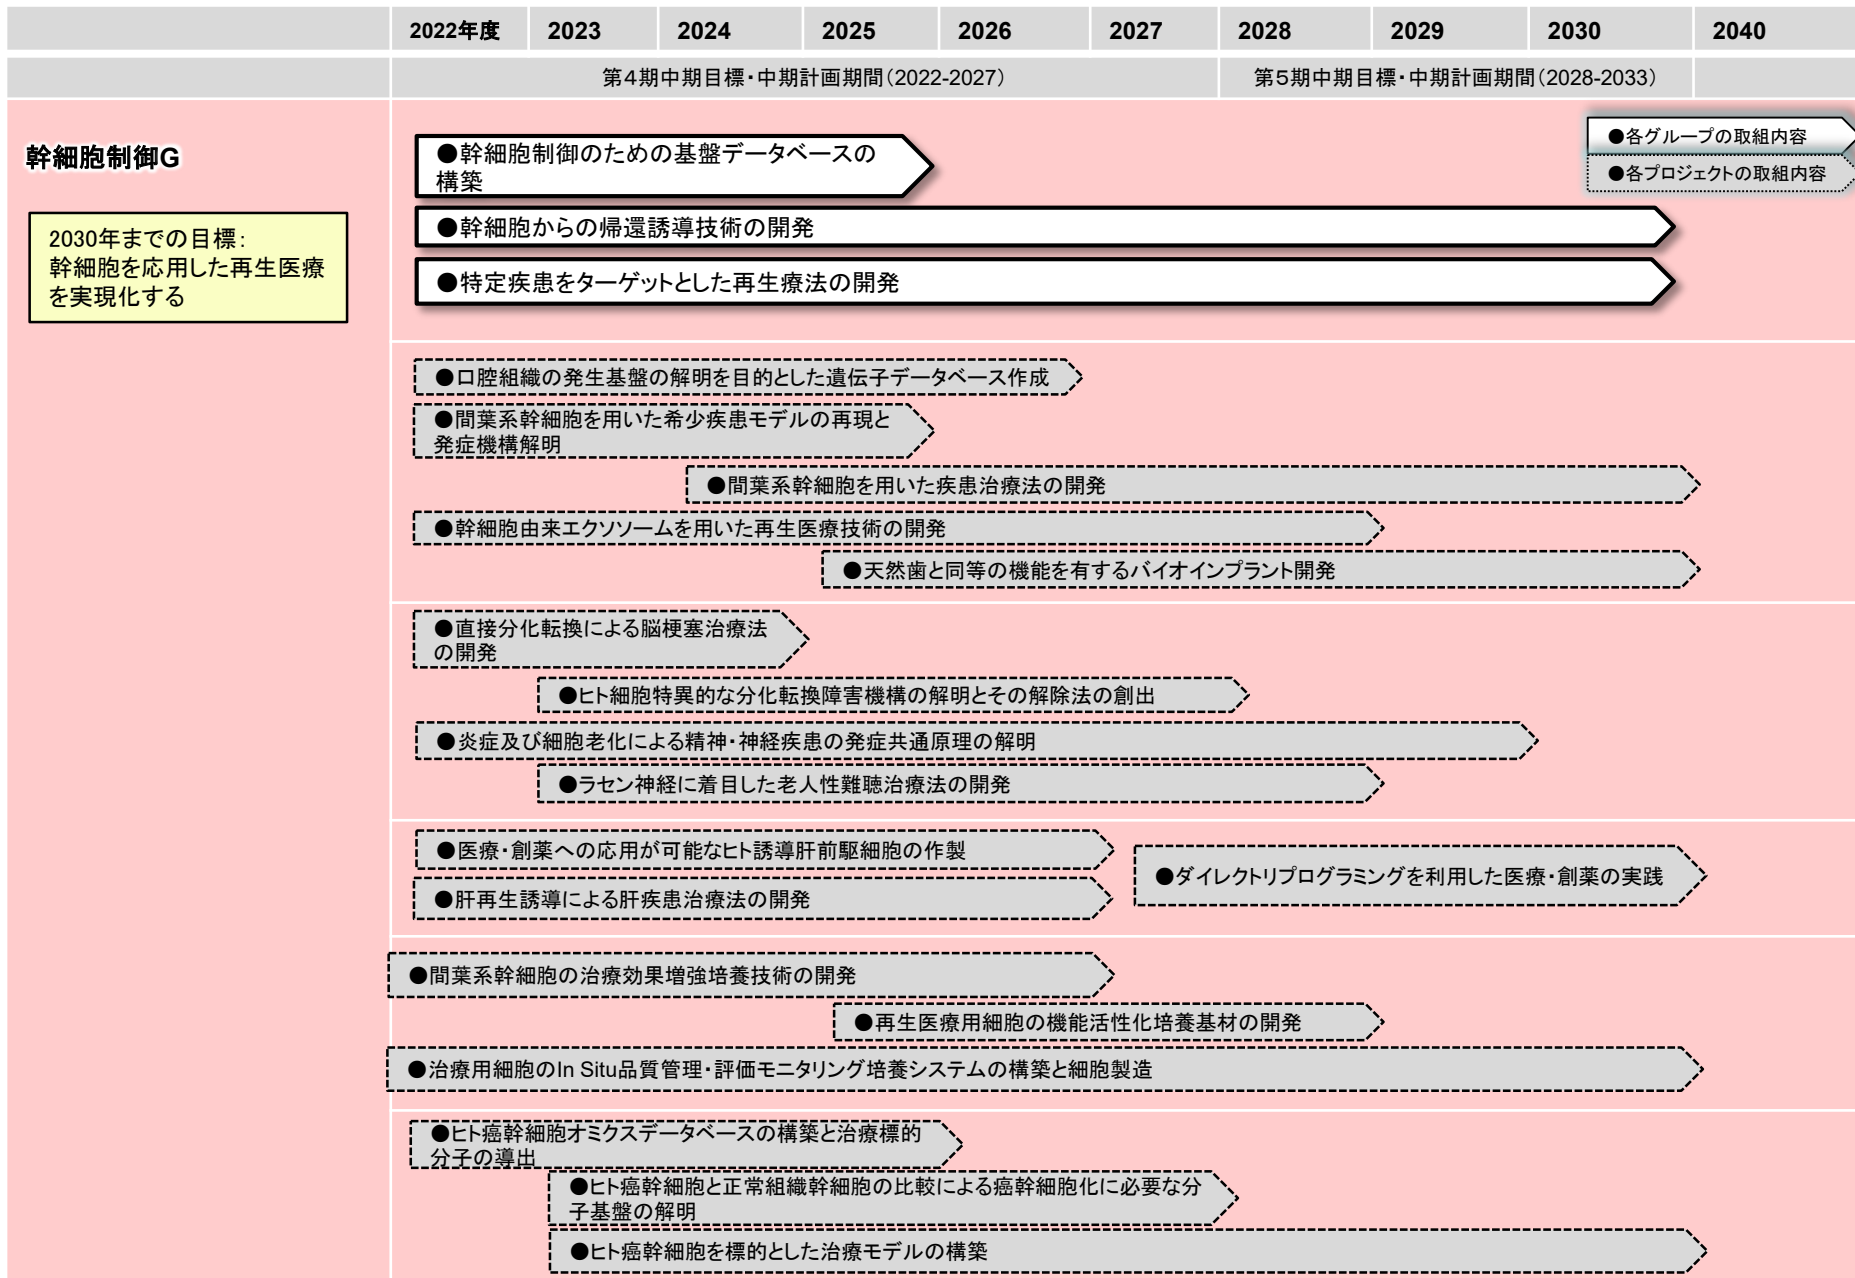 2022年度 2023 2024 2025 2026 2027 2028 2029 2030 2040
第4期中期目標・中期計画期間(2022-2027) 第5期中期目標・中期計画期間(2028-2033)
幹細胞制御G
2030年までの目標:
幹細胞を応用した再生医療
を実現化する
●各グループの取組内容
●各プロジェクトの取組内容
●幹細胞制御のための基盤データベースの
構築
●幹細胞からの帰還誘導技術の開発
●特定疾患をターゲットとした再生療法の開発
●口腔組織の発生基盤の解明を目的とした遺伝子データベース作成
●間葉系幹細胞を用いた希少疾患モデルの再現と
発症機構解明
●間葉系幹細胞を用いた疾患治療法の開発
●幹細胞由来エクソソームを用いた再生医療技術の開発
●天然歯と同等の機能を有するバイオインプラント開発
●直接分化転換による脳梗塞治療法
の開発
●ヒト細胞特異的な分化転換障害機構の解明とその解除法の創出
●炎症及び細胞老化による精神・神経疾患の発症共通原理の解明
●ラセン神経に着目した老人性難聴治療法の開発
●医療・創薬への応用が可能なヒト誘導肝前駆細胞の作製
●肝再生誘導による肝疾患治療法の開発
●ダイレクトリプログラミングを利用した医療・創薬の実践
●間葉系幹細胞の治療効果増強培養技術の開発
●再生医療用細胞の機能活性化培養基材の開発
●治療用細胞のIn Situ品質管理・評価モニタリング培養システムの構築と細胞製造
●ヒト癌幹細胞オミクスデータベースの構築と治療標的
分子の導出
●ヒト癌幹細胞と正常組織幹細胞の比較による癌幹細胞化に必要な分
子基盤の解明
●ヒト癌幹細胞を標的とした治療モデルの構築